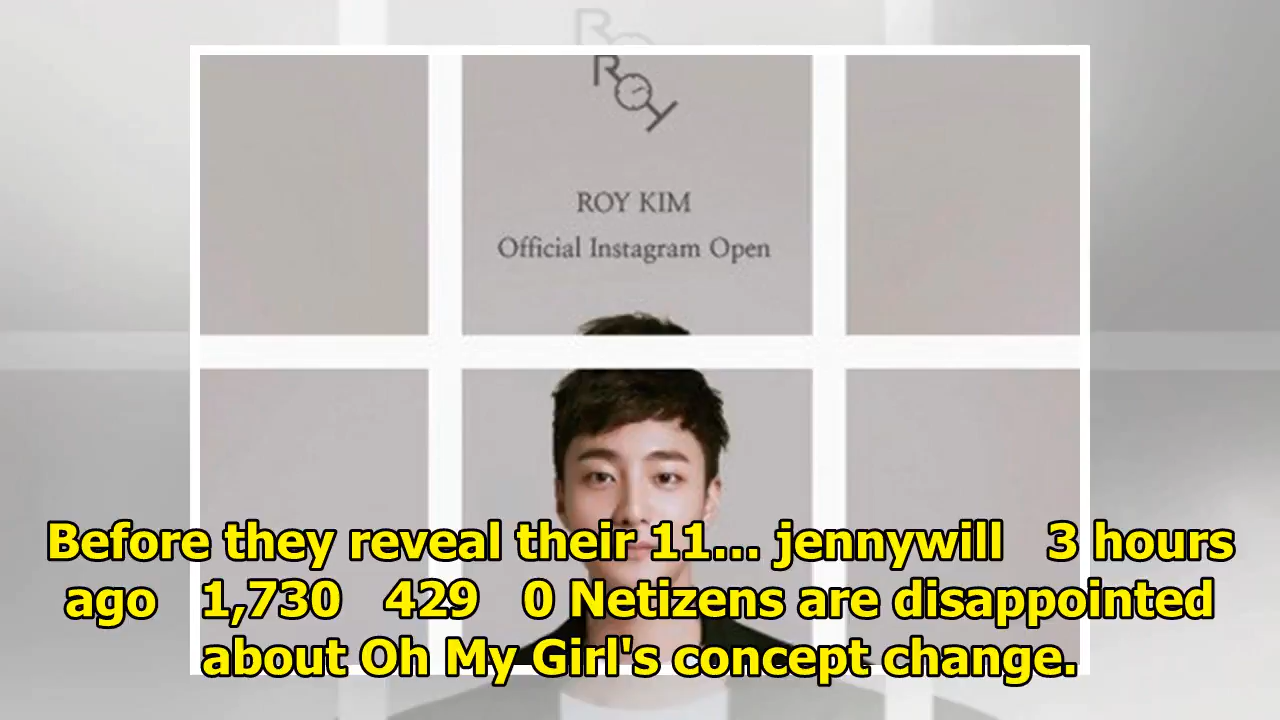 ROY
ROY KIM
Official Instagram Open
Before they reveal their 11... jennywill 3 hours
ago 1,730 429 0 Netizens are disappointed
about Oh My Girl's concept change.